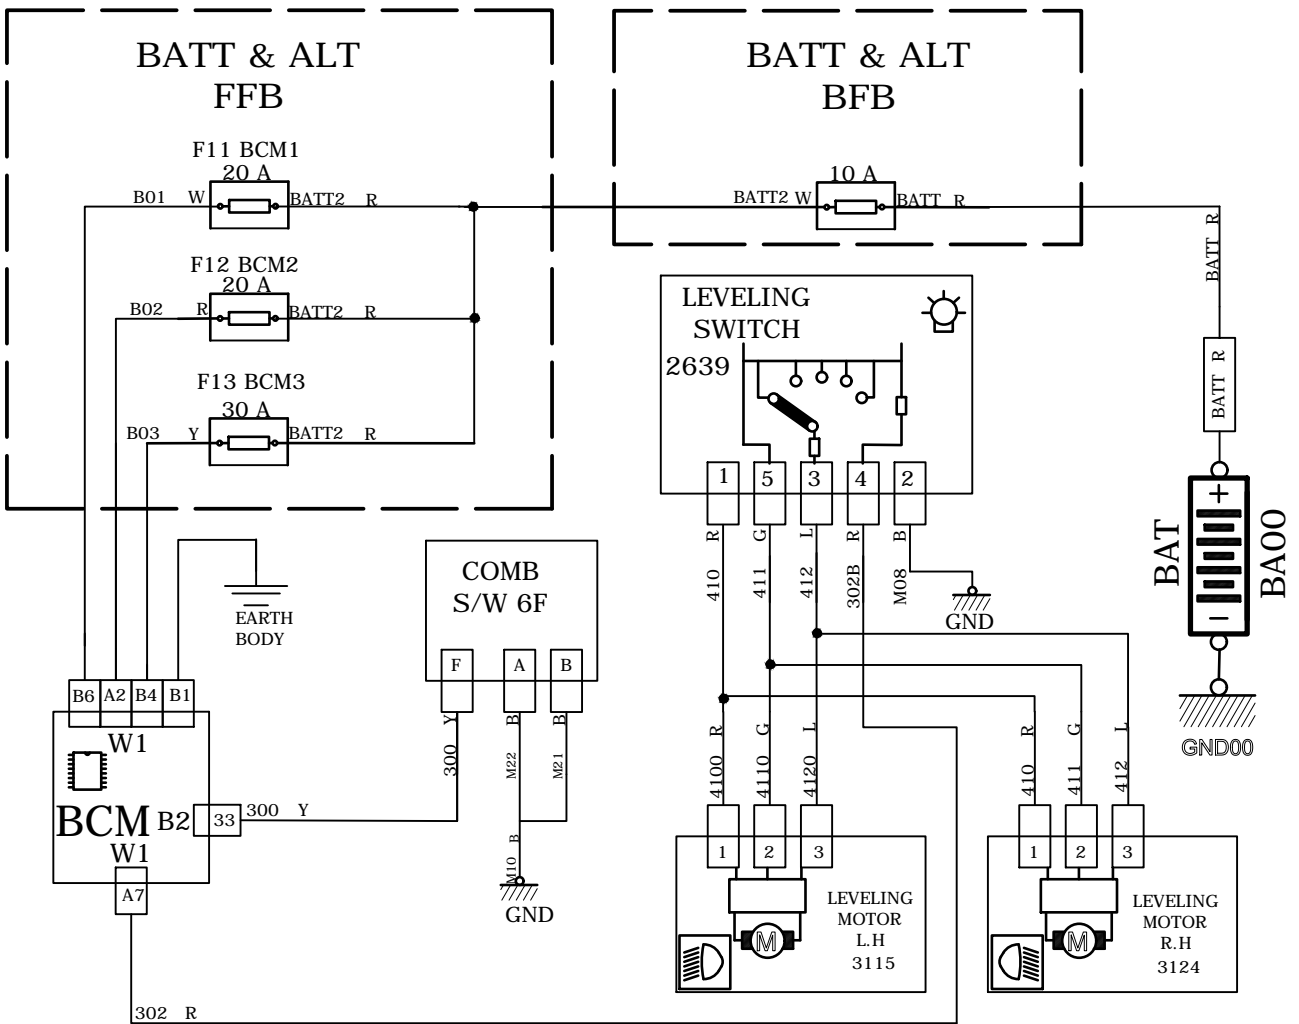 BATT & ALT
FFB
BATT & ALT
BFB
F11 BCM1
20 A
B01 W
BATT2 R
BATT2 W
10 A
BATT R
BATT R
F12 BCM2
20 A
B02 R
BATT2 R
F13 BCM3
30 A
B03 Y
BATT2 R
LEVELING
SWITCH
2639
1
5
3
4
2
R
G
L
R
B
410
411
412
302B
M08
GND
BATT R
+
BAT
BA00
−
GND00
EARTH
BODY
COMB
S/W 6F
F
A
B
Y
B
B
300
M22
M21
M10 B
GND
B6
A2
B4
B1
W1
BCM
B2
33
300 Y
W1
A7
302 R
R
G
L
4100
4110
4120
R
G
L
410
411
412
1
2
3
M
LEVELING
MOTOR
L.H
3115
1
2
3
M
LEVELING
MOTOR
R.H
3124